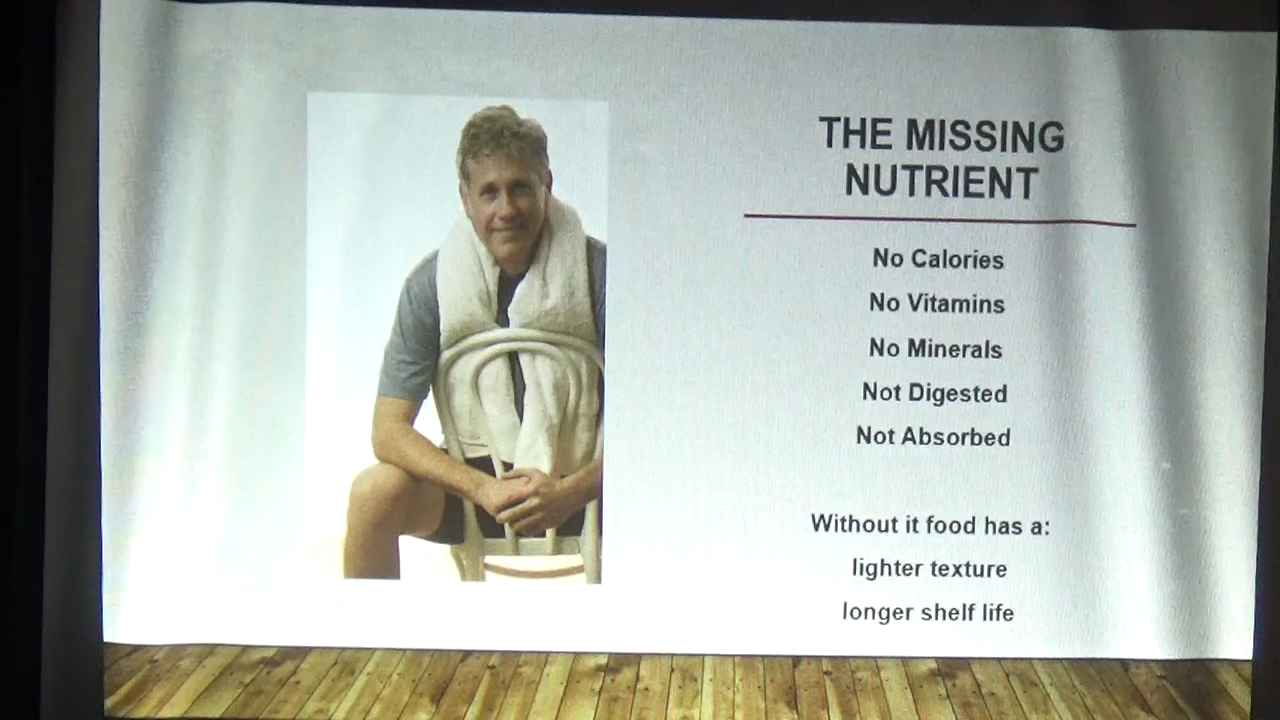 THE MISSING
NUTRIENT
No Calories
No Vitamins
No Minerals
Not Digested
Not Absorbed
Without it food has a:
lighter texture
longer shelf life